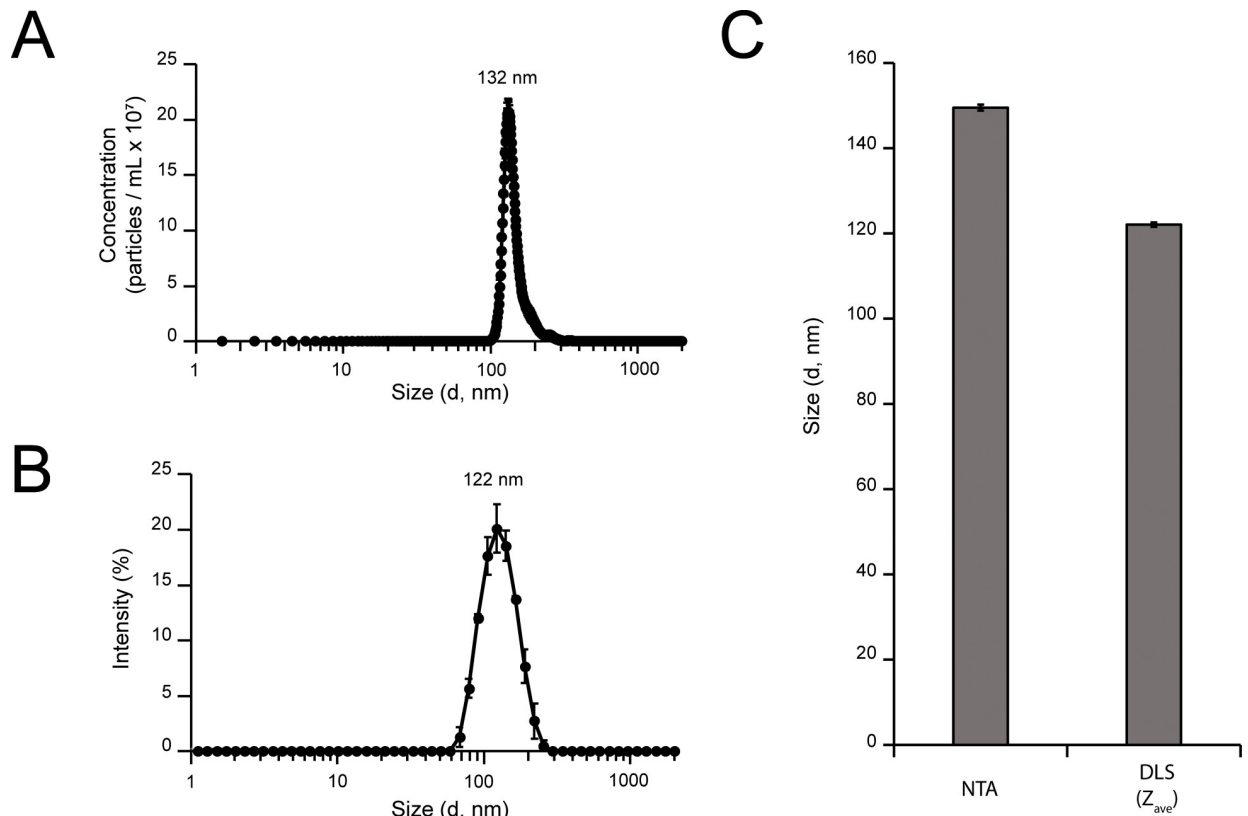 A
25
20
15
10
5
0
Concentration
(particles / mL x 10⁷)
132 nm
1
10
100
1000
Size (d, nm)
B
25
20
15
10
5
0
Intensity (%)
122 nm
1
10
100
1000
Size (d, nm)
C
160
140
120
100
80
60
40
20
0
Size (d, nm)
NTA
DLS
(Zave)